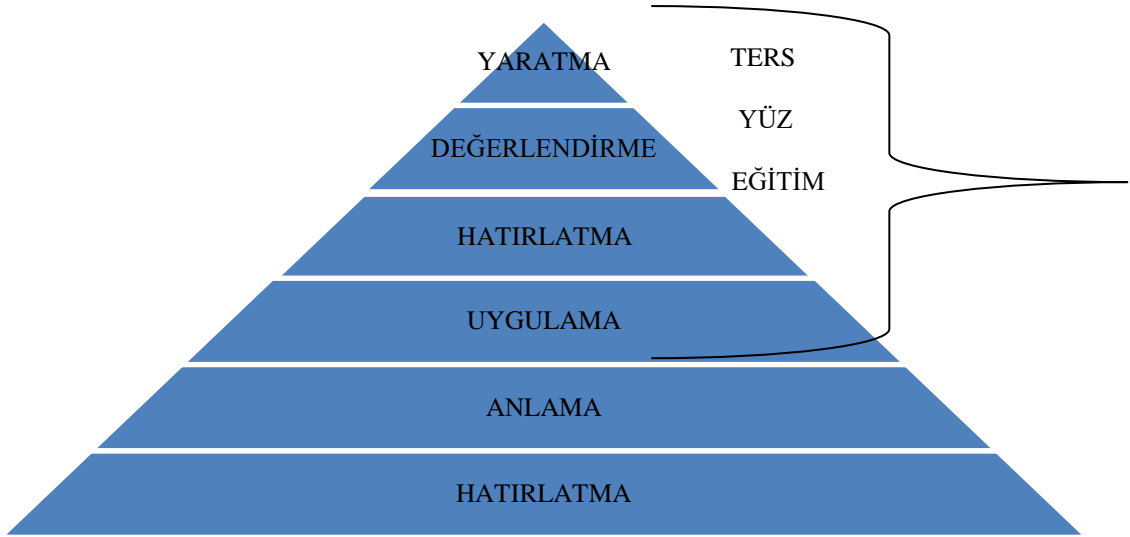 YARATMA
DEĞERLENDİRME
HATIRLATMA
UYGULAMA
ANLAMA
HATIRLATMA
TERS
YÜZ
EĞİTİM